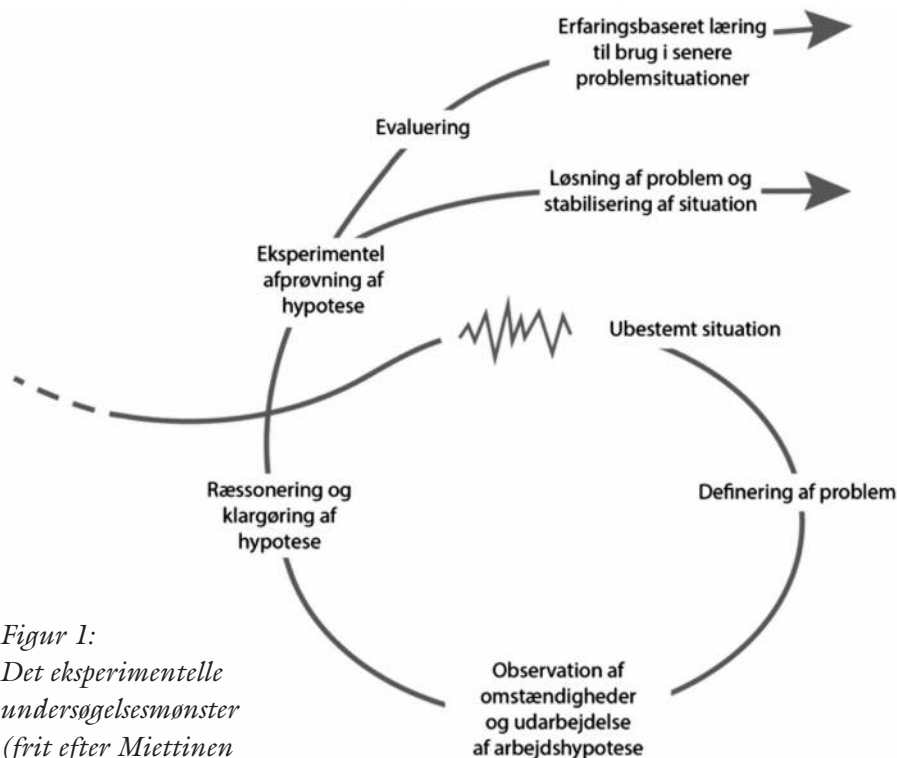 Erfaringsbaseret læring
til brug i senere
problemsituationer
Evaluering
Løsning af problem og
stabilisering af situation
Eksperimentel
afprøvning af
hypotese
Ubestemt situation
Definering af problem
Ræssonering og
klargøring af
hypotese
Observation af
omstændigheder
og udarbejdelse
af arbejdshypotese
Figur 1:
Det eksperimentelle
undersøgelsesmønster
(frit efter Miettinen